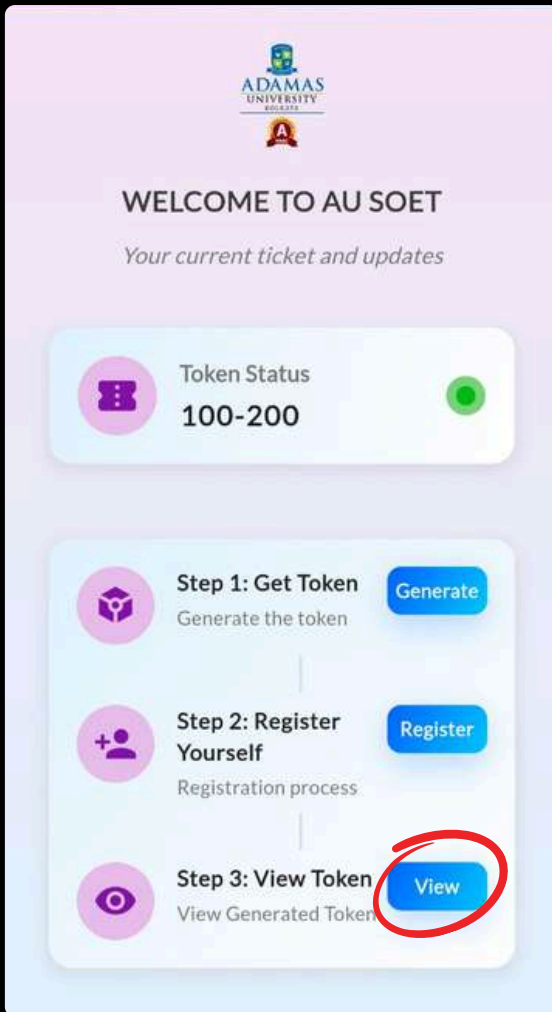 ADAMAS
UNIVERSITY
KOLKATA
A
WELCOME TO AU SOET
Your current ticket and updates
Token Status
100-200
Step 1: Get Token
Generate
Generate the token
Step 2: Register
Yourself
Register
Registration process
Step 3: View Token
View
View Generated Token